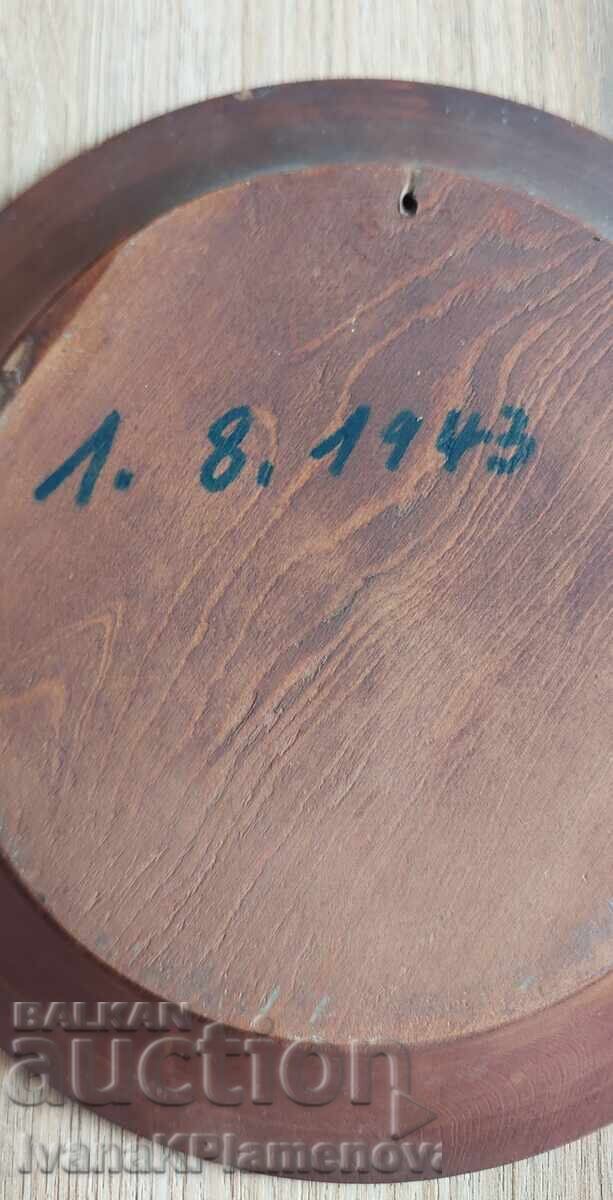 1. 8. 1943
BALKAN
auction
IvanaKPlamenova